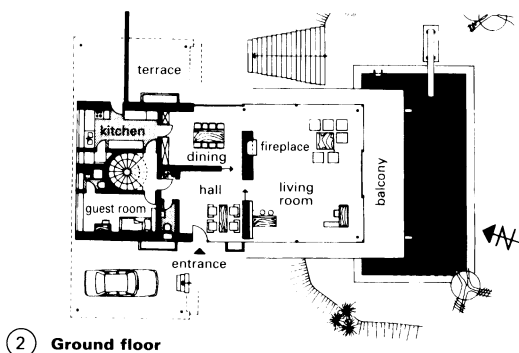 terrace
kitchen
dining
fireplace
hall
living
room
balcony
guest room
entrance
N
2 Ground floor